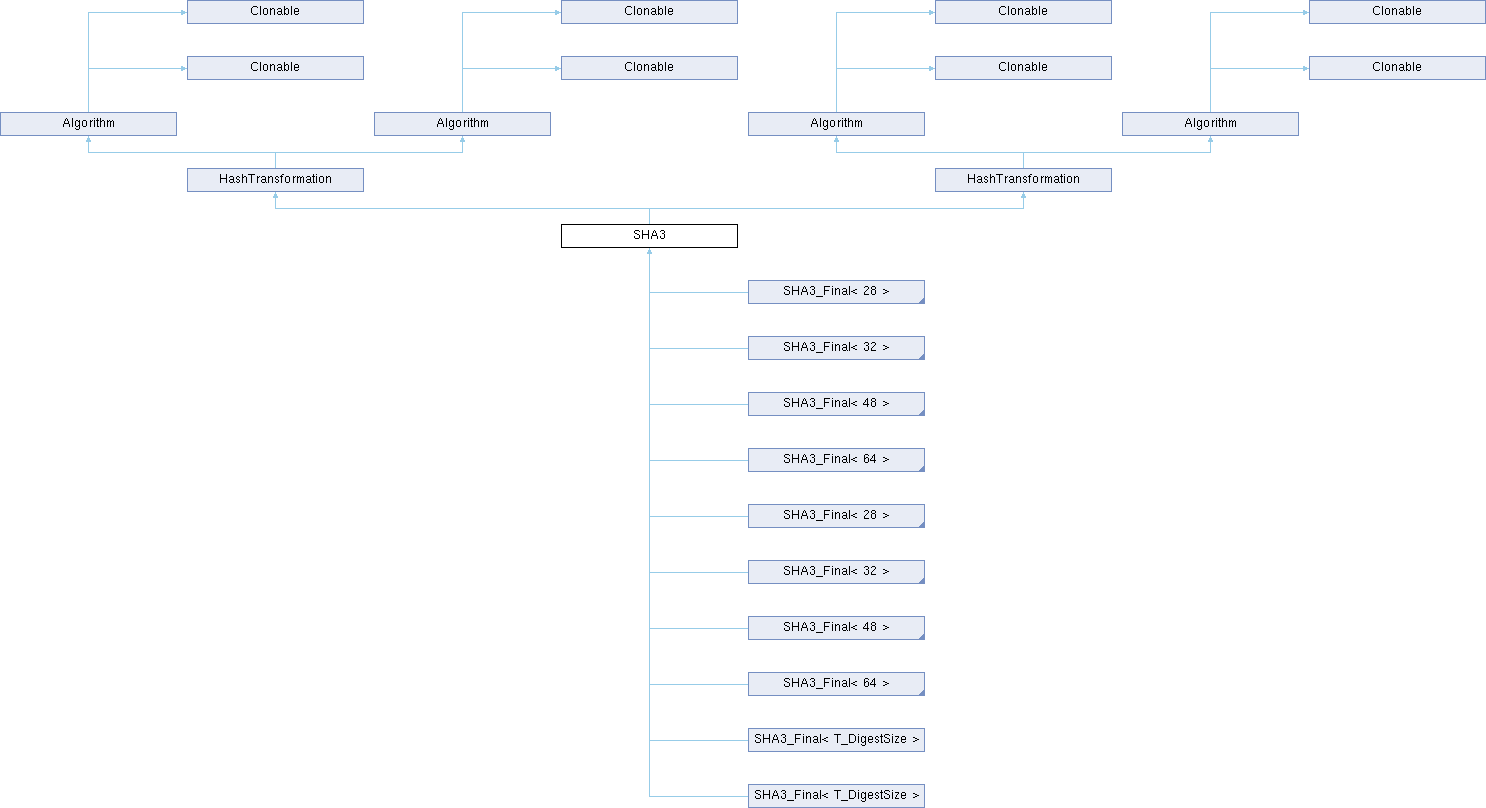 Clonable
Clonable
Clonable
Clonable
Clonable
Clonable
Clonable
Clonable
Algorithm
Algorithm
Algorithm
Algorithm
HashTransformation
HashTransformation
SHA3
SHA3_Final< 28 >
SHA3_Final< 32 >
SHA3_Final< 48 >
SHA3_Final< 64 >
SHA3_Final< 28 >
SHA3_Final< 32 >
SHA3_Final< 48 >
SHA3_Final< 64 >
SHA3_Final< T_DigestSize >
SHA3_Final< T_DigestSize >